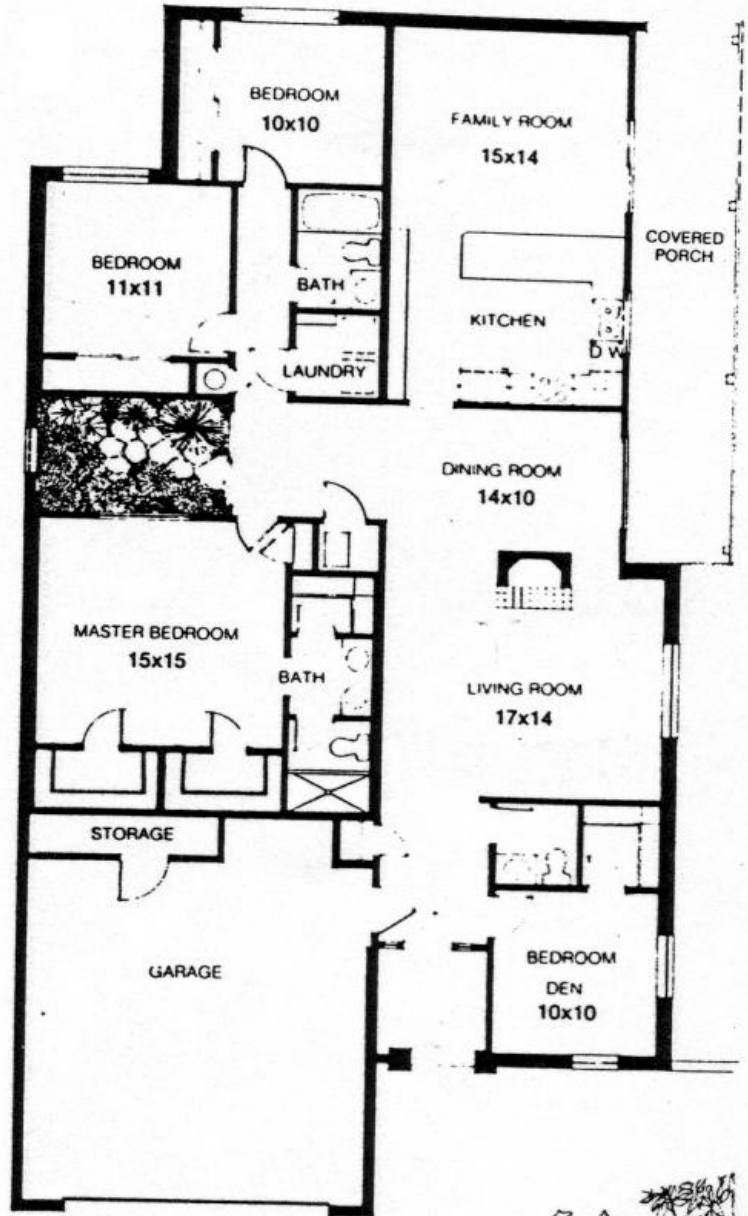 BEDROOM
10x10
FAMILY ROOM
15x14
BEDROOM
11x11
BATH
COVERED
PORCH
KITCHEN
D W
LAUNDRY
DINING ROOM
14x10
MASTER BEDROOM
15x15
BATH
LIVING ROOM
17x14
STORAGE
GARAGE
BEDROOM
DEN
10x10